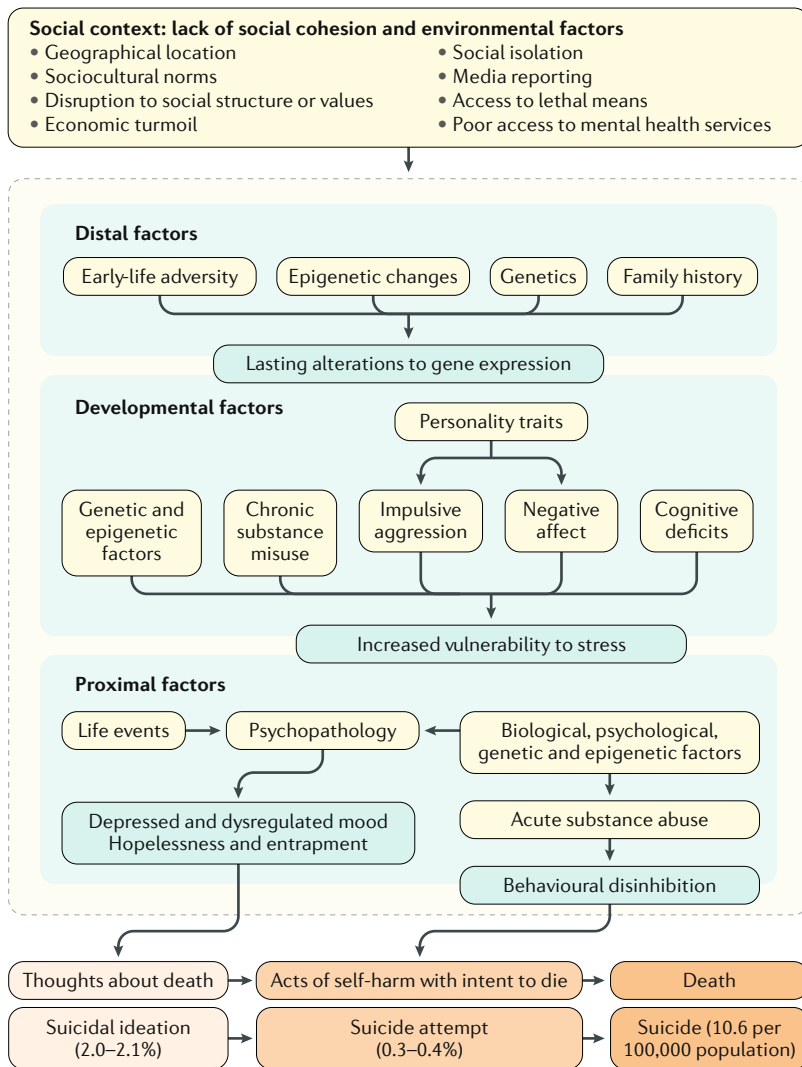 Social context: lack of social cohesion and environmental factors
• Geographical location
• Sociocultural norms
• Disruption to social structure or values
• Economic turmoil
• Social isolation
• Media reporting
• Access to lethal means
• Poor access to mental health services
Distal factors
Early-life adversity
Epigenetic changes
Genetics
Family history
Lasting alterations to gene expression
Developmental factors
Personality traits
Genetic and
epigenetic
factors
Chronic
substance
misuse
Impulsive
aggression
Negative
affect
Cognitive
deficits
Increased vulnerability to stress
Proximal factors
Life events
Psychopathology
Biological, psychological,
genetic and epigenetic factors
Depressed and dysregulated mood
Hopelessness and entrapment
Acute substance abuse
Behavioural disinhibition
Thoughts about death
Acts of self-harm with intent to die
Death
Suicidal ideation
(2.0–2.1%)
Suicide attempt
(0.3–0.4%)
Suicide (10.6 per
100,000 population)